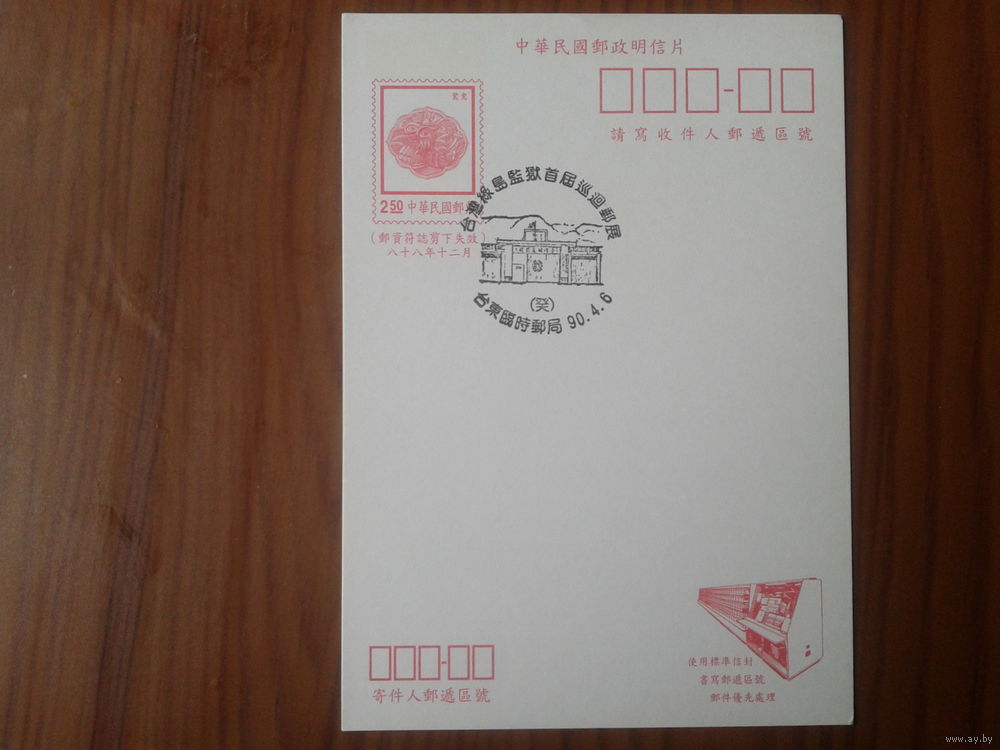 中華民國郵政明信片
請寫收件人郵遞區號
2.50 中華民國郵
(郵資符誌剪下失效)
八十八年十二月
台灣綠島監獄首屆巡迴郵展
(癸)
台東臨時郵局 90.4.6
使用標準信封
書寫郵遞區號
郵件優先處理
寄件人郵遞區號
www.ay.by